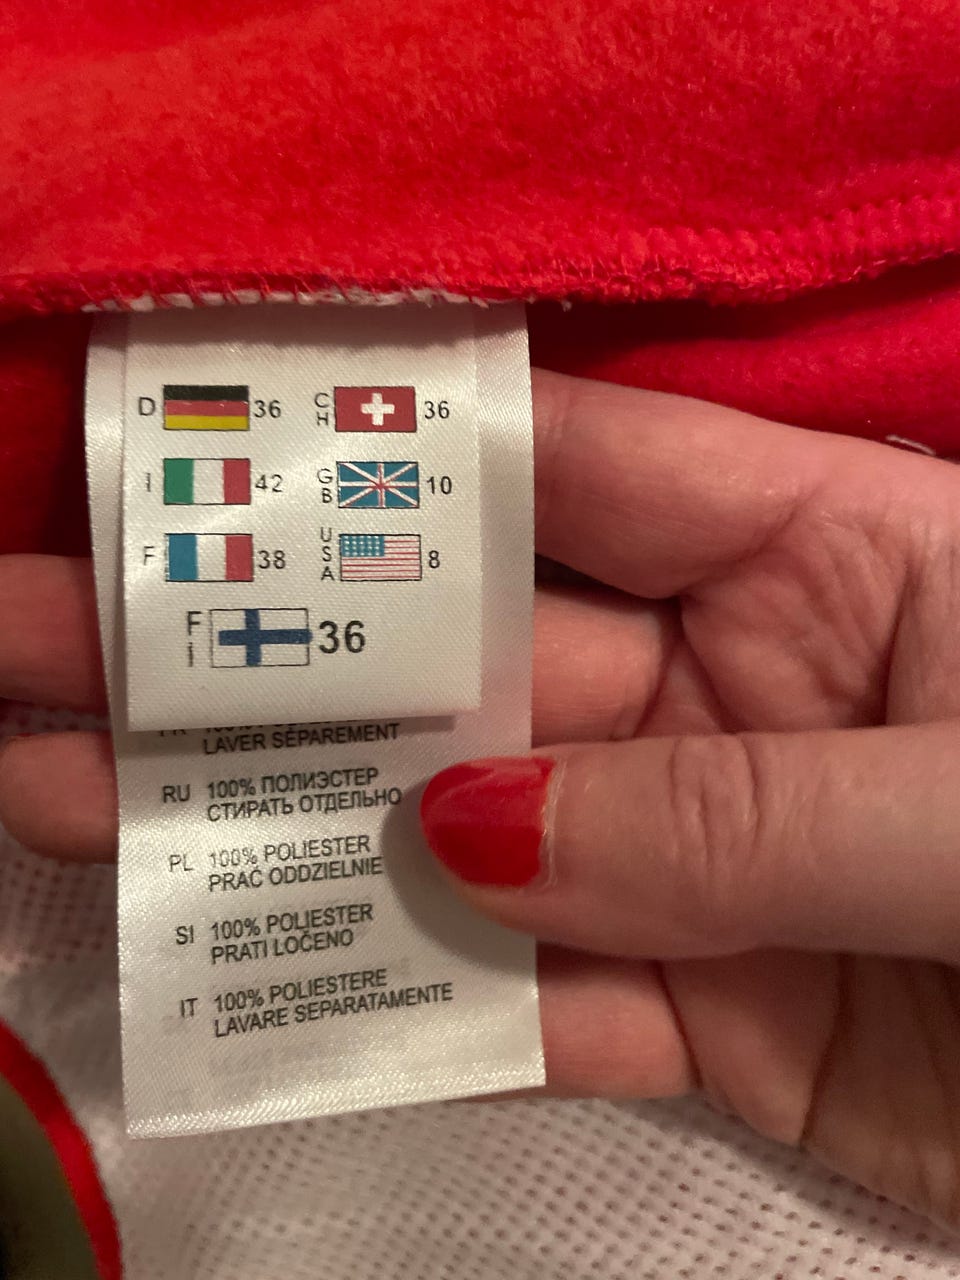 D 36 CH 36
I 42 GB 10
F 38 USA 8
Fi 36
LAVER SÉPAREMENT
RU 100% ПОЛИЭСТЕР
СТИРАТЬ ОТДЕЛЬНО
PL 100% POLIESTER
PRAĆ ODDZIELNIE
SI 100% POLIESTER
PRATI LOČENO
IT 100% POLIESTERE
LAVARE SEPARATAMENTE